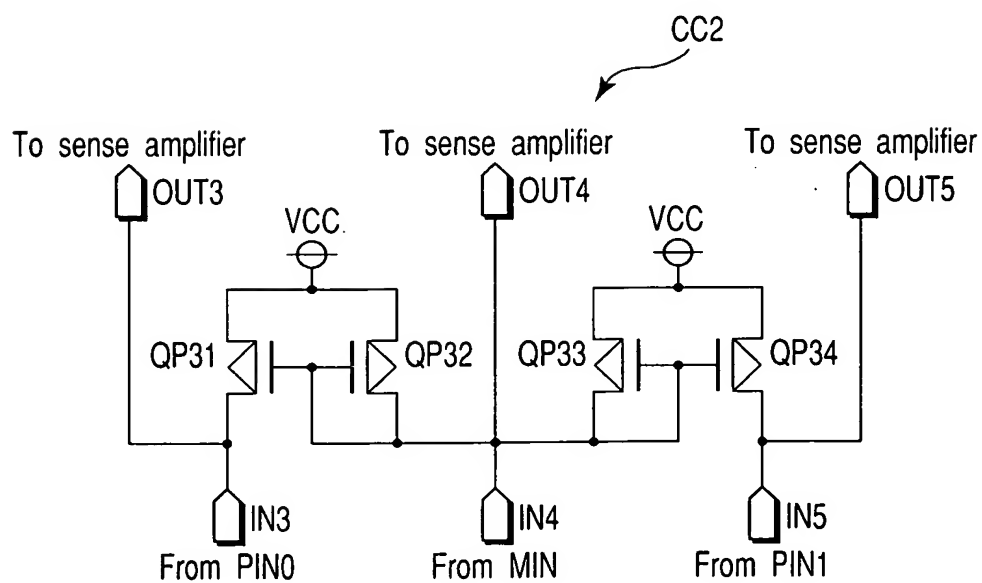 CC2
To sense amplifier
To sense amplifier
To sense amplifier
OUT3
OUT4
OUT5
VCC
VCC
QP31
QP32
QP33
QP34
IN3
IN4
IN5
From PIN0
From MIN
From PIN1